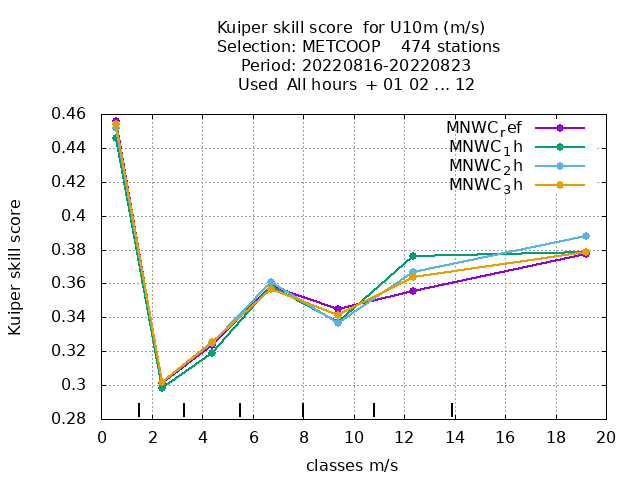 Kuiper skill score  for U10m (m/s)
Selection: METCOOP    474 stations
Period: 20220816-20220823
Used  All hours  + 01 02 ... 12
MNWC_ref
MNWC_1h
MNWC_2h
MNWC_3h
0.46
0.44
0.42
0.4
0.38
0.36
0.34
0.32
0.3
0.28
Kuiper skill score
0 2 4 6 8 10 12 14 16 18 20
classes m/s